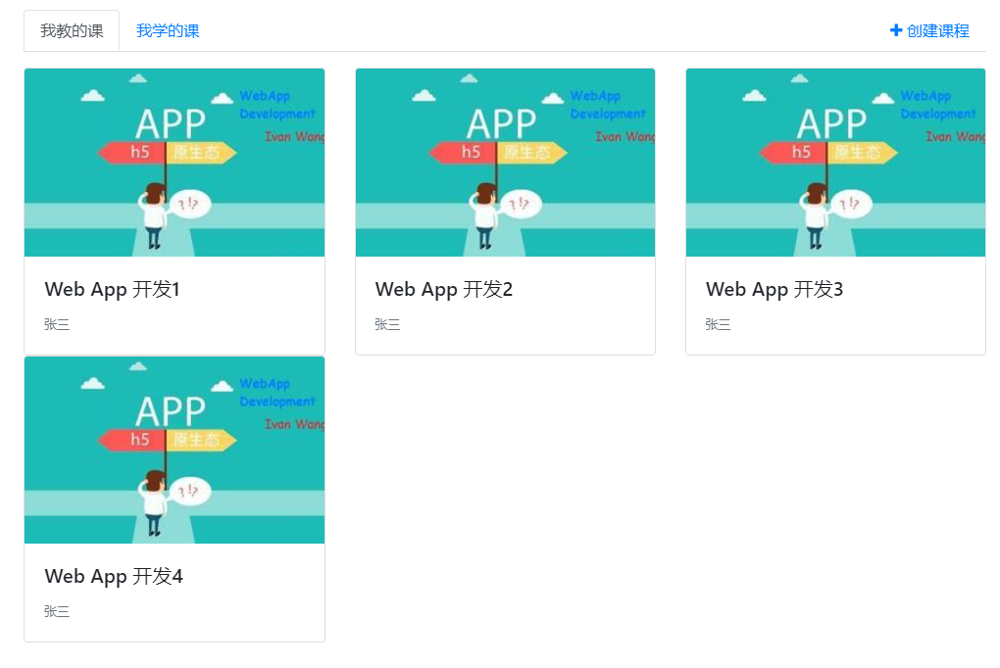 我教的课
我学的课
创建课程
WebApp
Development
APP
Ivan Wang
h5
原生态
? !?
Web App 开发1
张三
WebApp
Development
APP
Ivan Wang
h5
原生态
? !?
Web App 开发2
张三
WebApp
Development
APP
Ivan Wang
h5
原生态
? !?
Web App 开发3
张三
WebApp
Development
APP
Ivan Wang
h5
原生态
? !?
Web App 开发4
张三